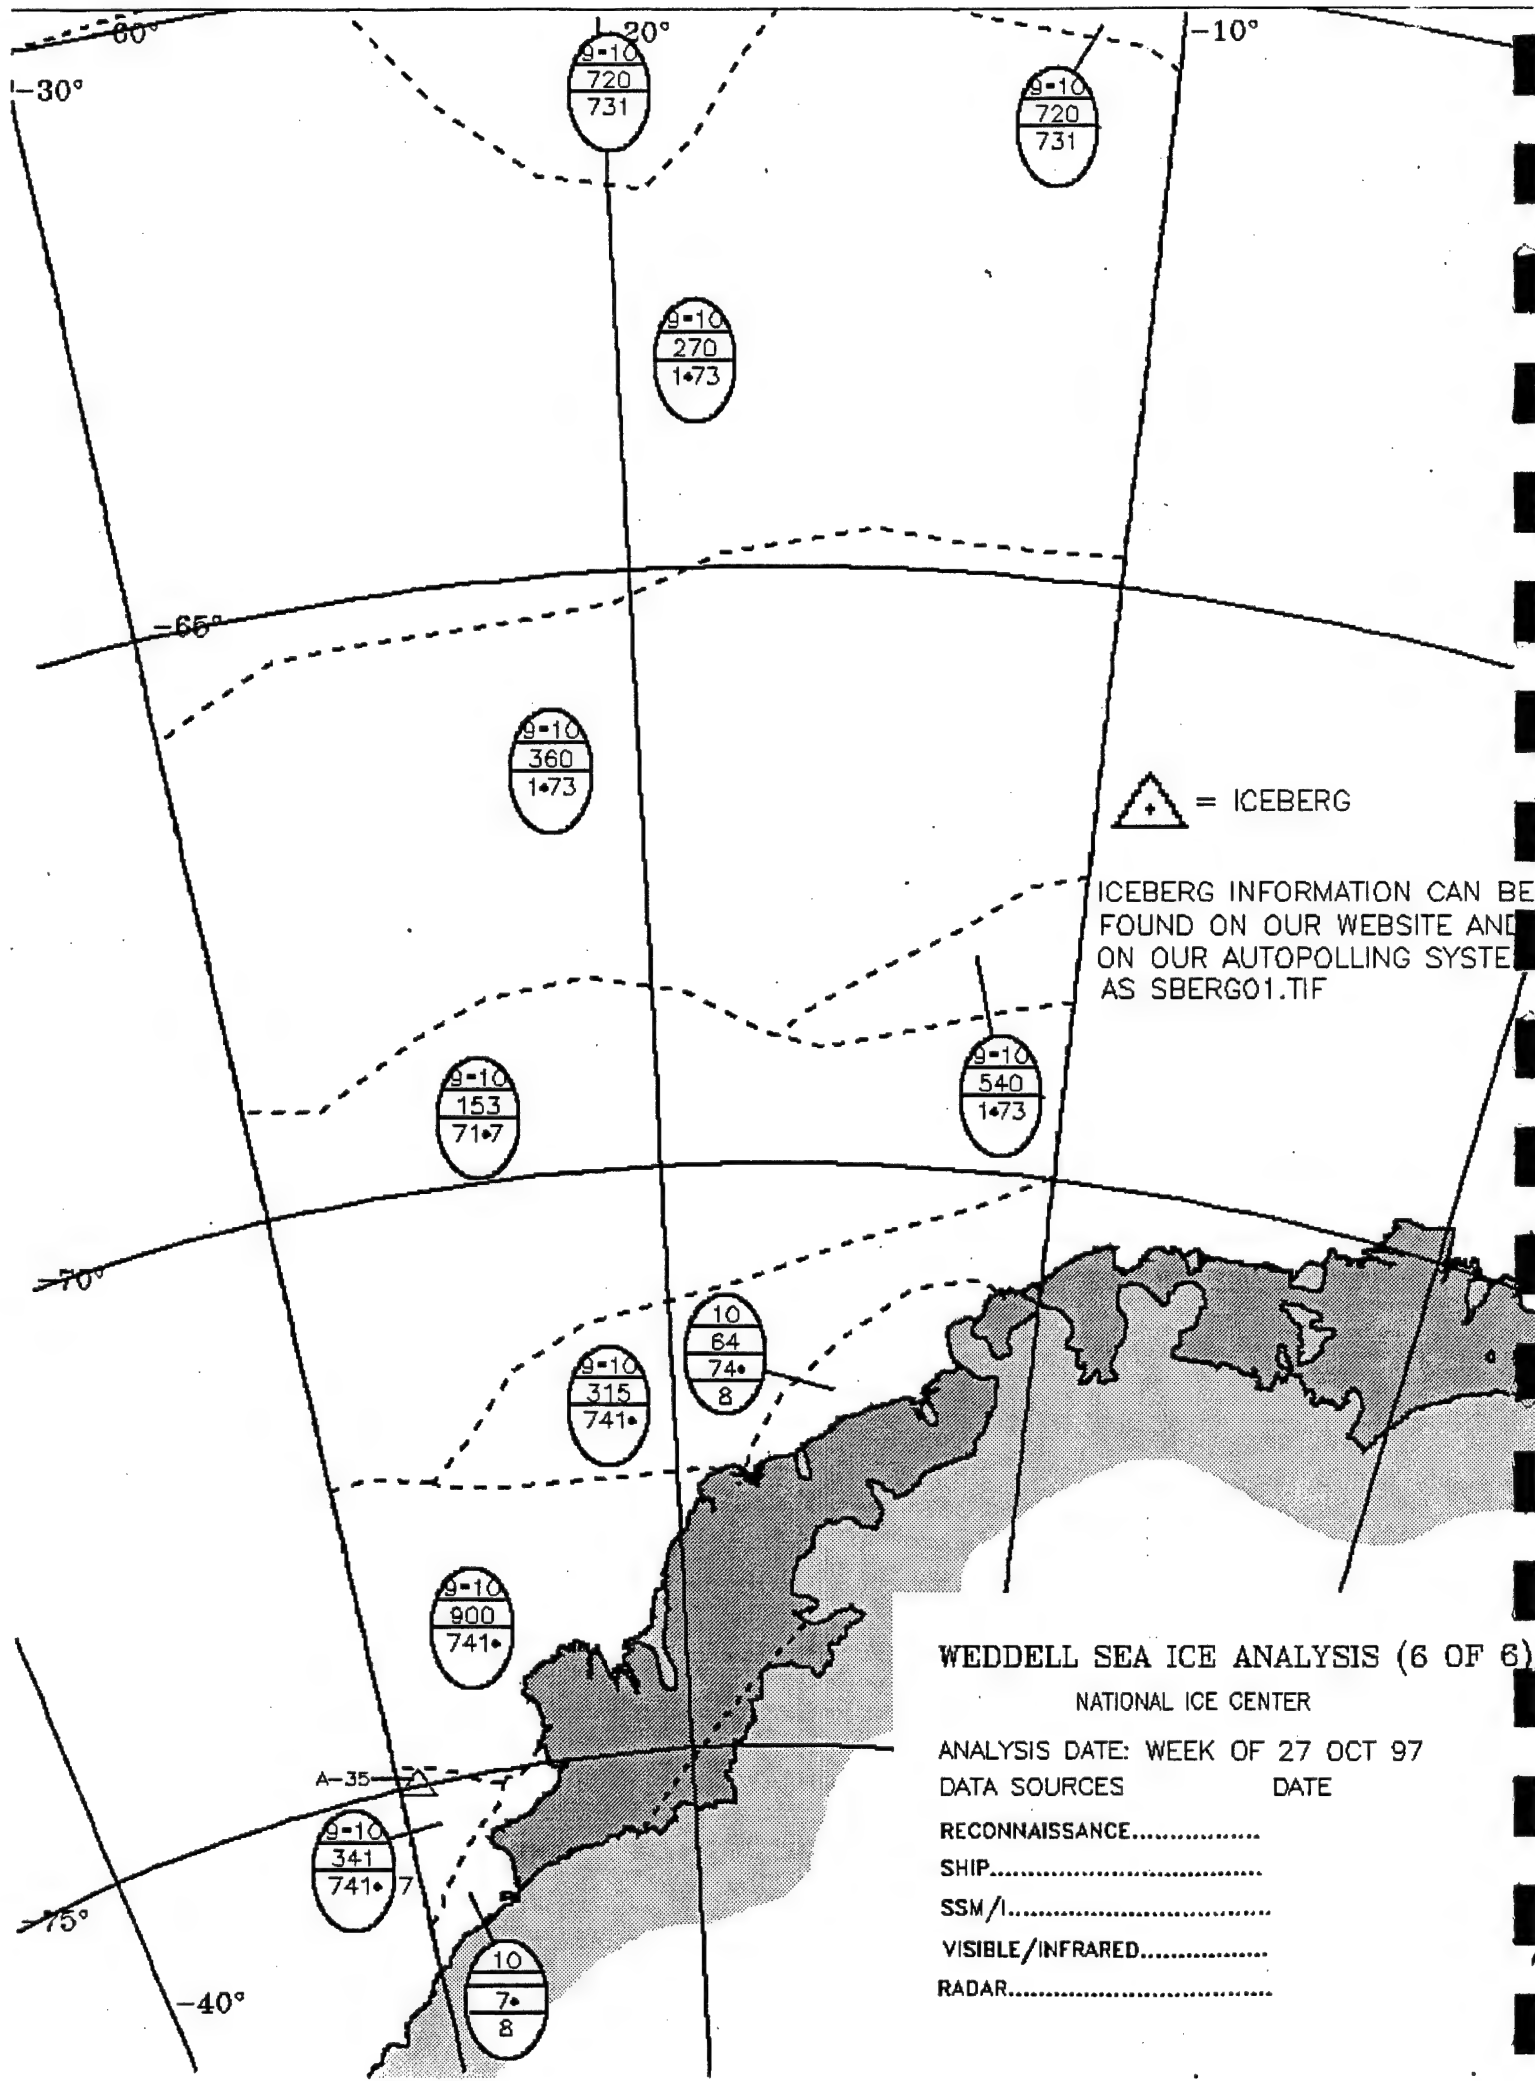 60°
20°
-10°
-30°
9-10
720
731
9-10
720
731
9-10
270
1•73
-65°
9-10
360
1•73
= ICEBERG
ICEBERG INFORMATION CAN BE
FOUND ON OUR WEBSITE AND
ON OUR AUTOPOLLING SYSTE
AS SBERG01.TIF
9-10
540
1•73
9-10
153
71•7
-70°
10
64
74•
8
9-10
315
741•
9-10
900
741•
WEDDELL SEA ICE ANALYSIS (6 OF 6)
NATIONAL ICE CENTER
ANALYSIS DATE: WEEK OF 27 OCT 97
DATA SOURCES DATE
RECONNAISSANCE.................
SHIP..................................
SSM/I.................................
VISIBLE/INFRARED................
RADAR.................................
A-35
9-10
341
741• 7
-75°
-40°
10
7•
8